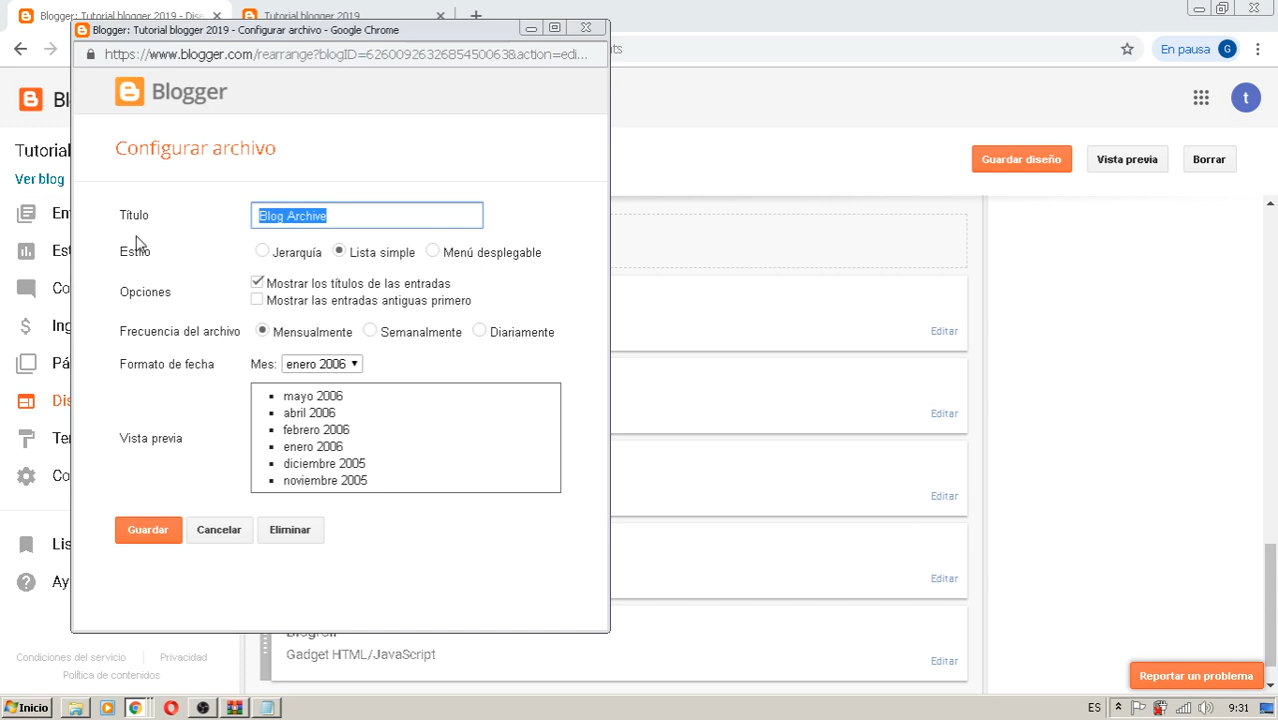 Blogger: Tutorial blogger 2019 - Dise
Tutorial blogger 2019
Blogger: Tutorial blogger 2019 - Configurar archivo - Google Chrome
https://www.blogger.com/rearrange?blogID=6260092632685450063&action=edi...
En pausa
G
Blogger
t
Configurar archivo
Tutorial
Guardar diseño
Vista previa
Borrar
Ver blog
Título
Blog Archive
Estilo
Jerarquía
Lista simple
Menú desplegable
Opciones
Mostrar los títulos de las entradas
Mostrar las entradas antiguas primero
Frecuencia del archivo
Mensualmente
Semanalmente
Diariamente
Formato de fecha
Mes:
enero 2006
Vista previa
mayo 2006
abril 2006
febrero 2006
enero 2006
diciembre 2005
noviembre 2005
Guardar
Cancelar
Eliminar
Editar
Editar
Editar
Editar
Blogroll
Gadget HTML/JavaScript
Editar
Condiciones del servicio
Privacidad
Política de contenidos
Reportar un problema
Inicio
ES
9:31